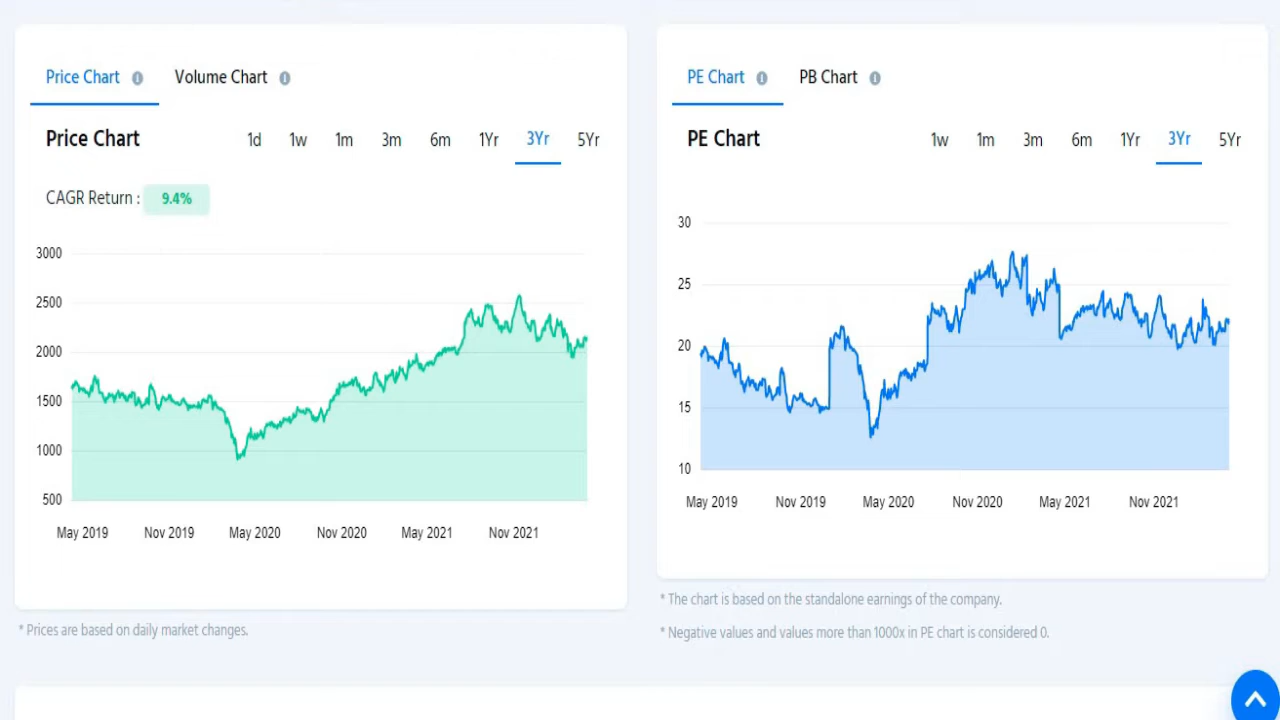 Price Chart Volume Chart
Price Chart 1d 1w 1m 3m 6m 1Yr 3Yr 5Yr
CAGR Return : 9.4%
3000
2500
2000
1500
1000
500
May 2019 Nov 2019 May 2020 Nov 2020 May 2021 Nov 2021
* Prices are based on daily market changes.
PE Chart PB Chart
PE Chart 1w 1m 3m 6m 1Yr 3Yr 5Yr
30
25
20
15
10
May 2019 Nov 2019 May 2020 Nov 2020 May 2021 Nov 2021
* The chart is based on the standalone earnings of the company.
* Negative values and values more than 1000x in PE chart is considered 0.